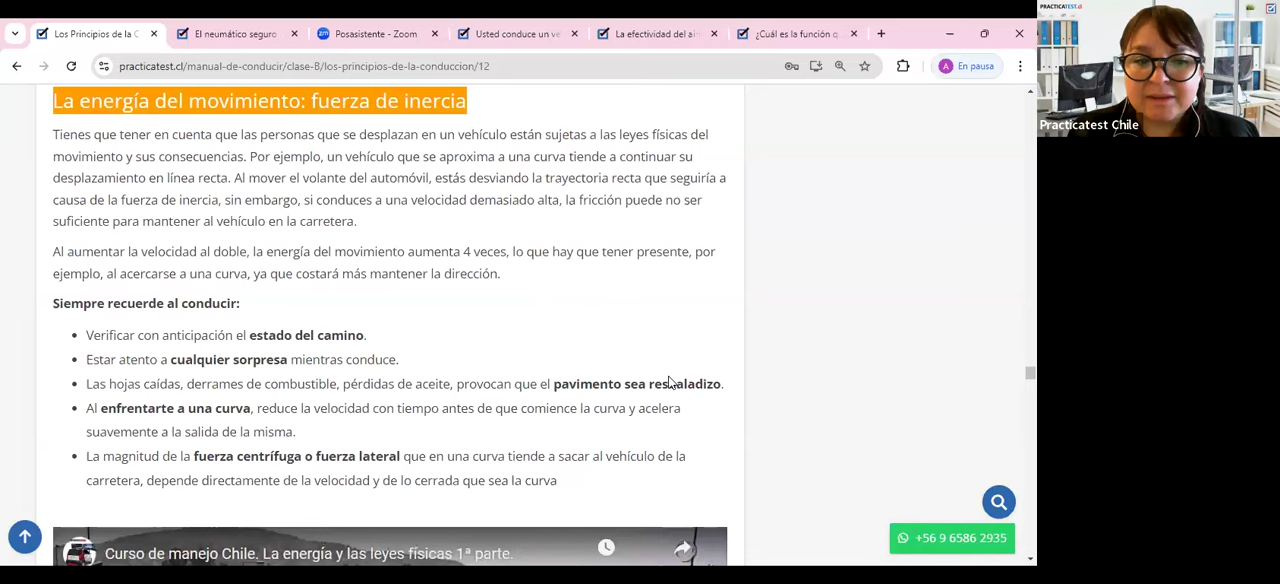 Los Principios de la C
El neumático seguro
Posasistente - Zoom
Usted conduce un ve
La efectividad del ai
¿Cuál es la función q
practicatest.cl/manual-de-conducir/clase-B/los-principios-de-la-conduccion/12
A En pausa
PRACTICATEST.cl
Practicatest Chile
La energía del movimiento: fuerza de inercia
Tienes que tener en cuenta que las personas que se desplazan en un vehículo están sujetas a las leyes físicas del
movimiento y sus consecuencias. Por ejemplo, un vehículo que se aproxima a una curva tiende a continuar su
desplazamiento en línea recta. Al mover el volante del automóvil, estás desviando la trayectoria recta que seguiría a
causa de la fuerza de inercia, sin embargo, si conduces a una velocidad demasiado alta, la fricción puede no ser
suficiente para mantener al vehículo en la carretera.
Al aumentar la velocidad al doble, la energía del movimiento aumenta 4 veces, lo que hay que tener presente, por
ejemplo, al acercarse a una curva, ya que costará más mantener la dirección.
Siempre recuerde al conducir:
Verificar con anticipación el estado del camino.
Estar atento a cualquier sorpresa mientras conduce.
Las hojas caídas, derrames de combustible, pérdidas de aceite, provocan que el pavimento sea resbaladizo.
Al enfrentarte a una curva, reduce la velocidad con tiempo antes de que comience la curva y acelera
suavemente a la salida de la misma.
La magnitud de la fuerza centrífuga o fuerza lateral que en una curva tiende a sacar al vehículo de la
carretera, depende directamente de la velocidad y de lo cerrada que sea la curva
Curso de manejo Chile. La energía y las leyes físicas 1ª parte.
+56 9 6586 2935